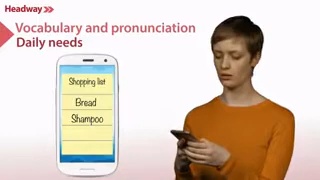 Headway
Vocabulary and pronunciation
Daily needs
Shopping list
Bread
Shampoo